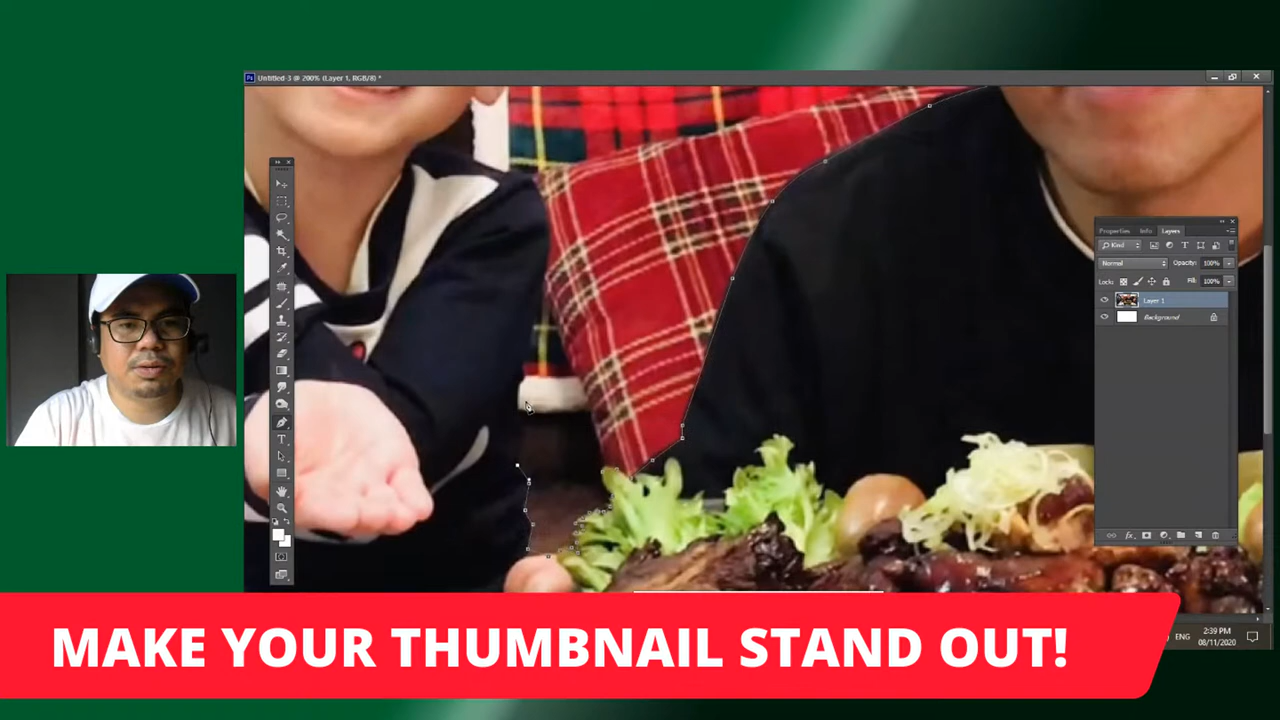 Untitled-3 @ 200% (Layer 1, RGB/8) *
Properties Info Layers
Kind
Normal Opacity: 100%
Lock: Fill: 100%
Layer 1
Background
ENG 2:39 PM
08/11/2020
MAKE YOUR THUMBNAIL STAND OUT!